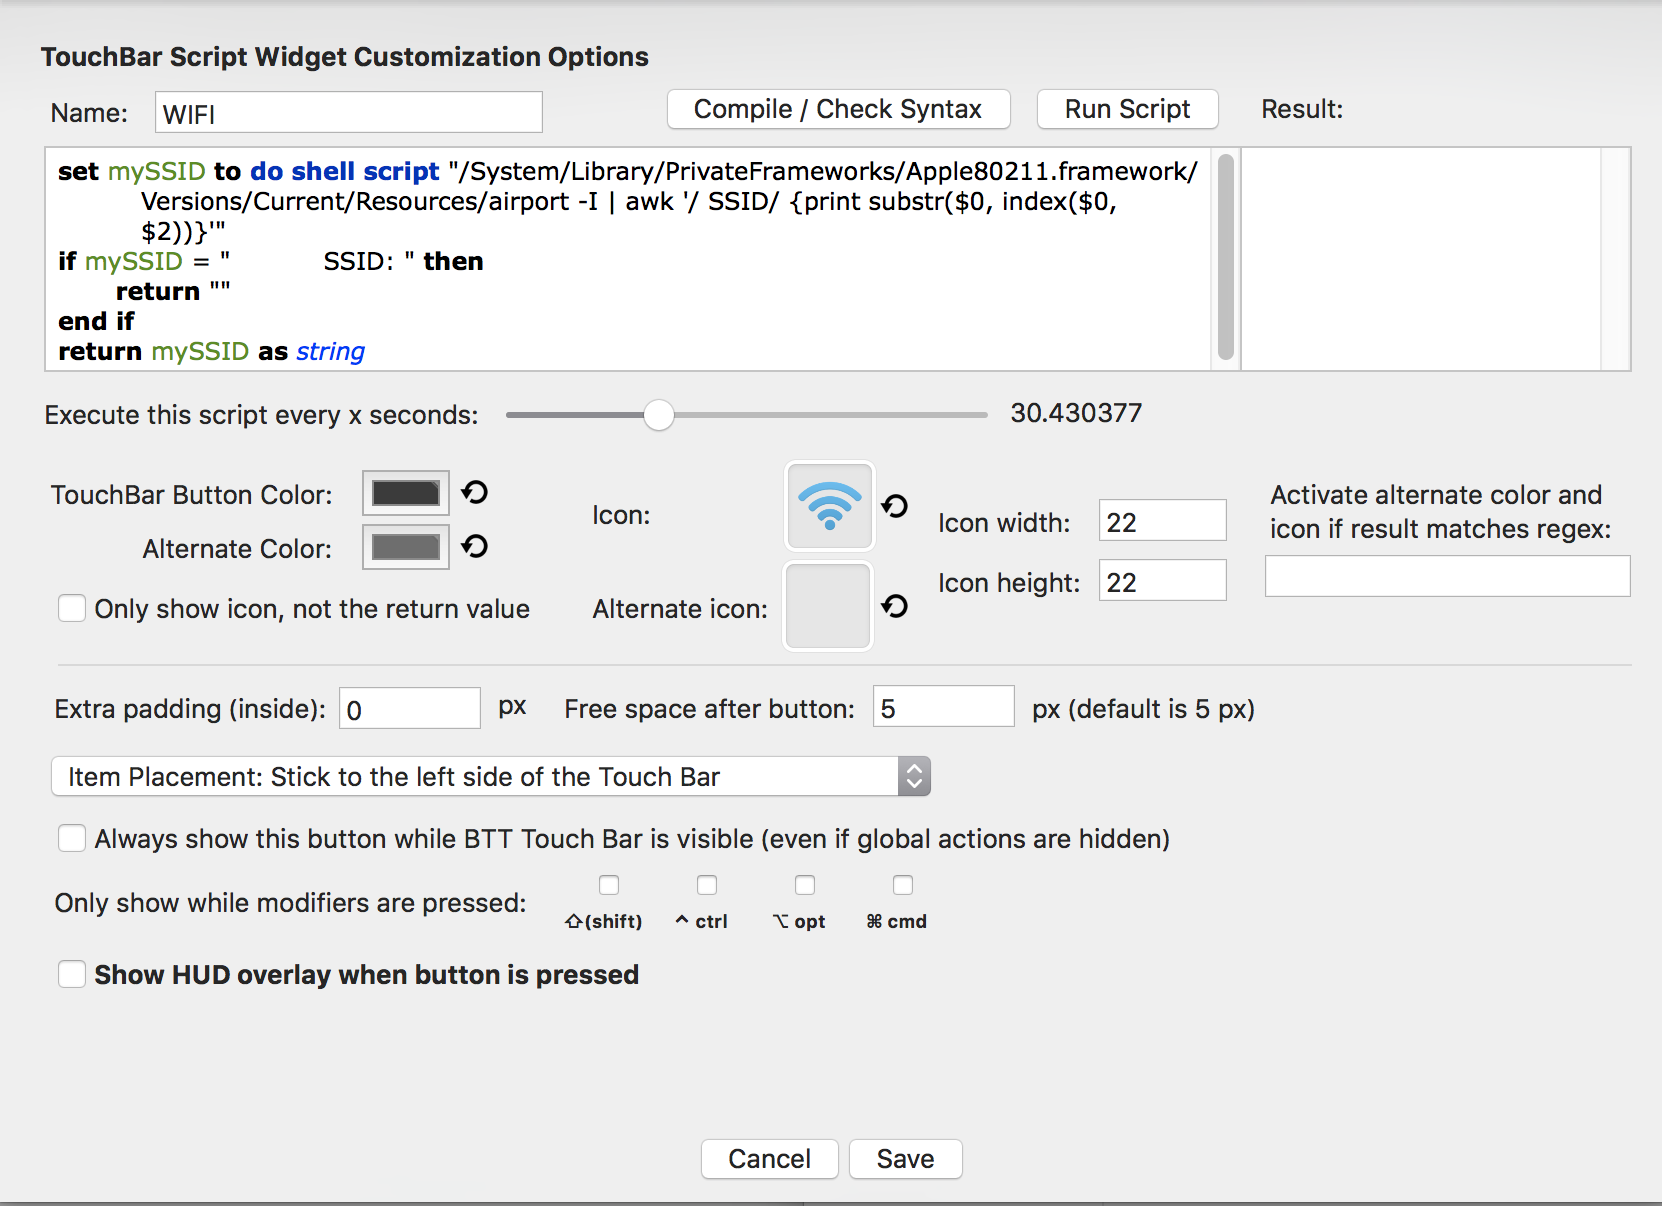 TouchBar Script Widget Customization Options
Name: WIFI Compile / Check Syntax Run Script Result:
set mySSID to do shell script "/System/Library/PrivateFrameworks/Apple80211.framework/
Versions/Current/Resources/airport -I | awk '/ SSID/ {print substr($0, index($0,
$2))}'"
if mySSID = "           SSID: " then
return ""
end if
return mySSID as string
Execute this script every x seconds: 30.430377
TouchBar Button Color:
Alternate Color:
Only show icon, not the return value
Icon:
Alternate icon:
Icon width: 22
Icon height: 22
Activate alternate color and
icon if result matches regex:
Extra padding (inside): 0 px Free space after button: 5 px (default is 5 px)
Item Placement: Stick to the left side of the Touch Bar
Always show this button while BTT Touch Bar is visible (even if global actions are hidden)
Only show while modifiers are pressed: ⇧(shift) ^ ctrl ⌥ opt ⌘ cmd
Show HUD overlay when button is pressed
Cancel Save